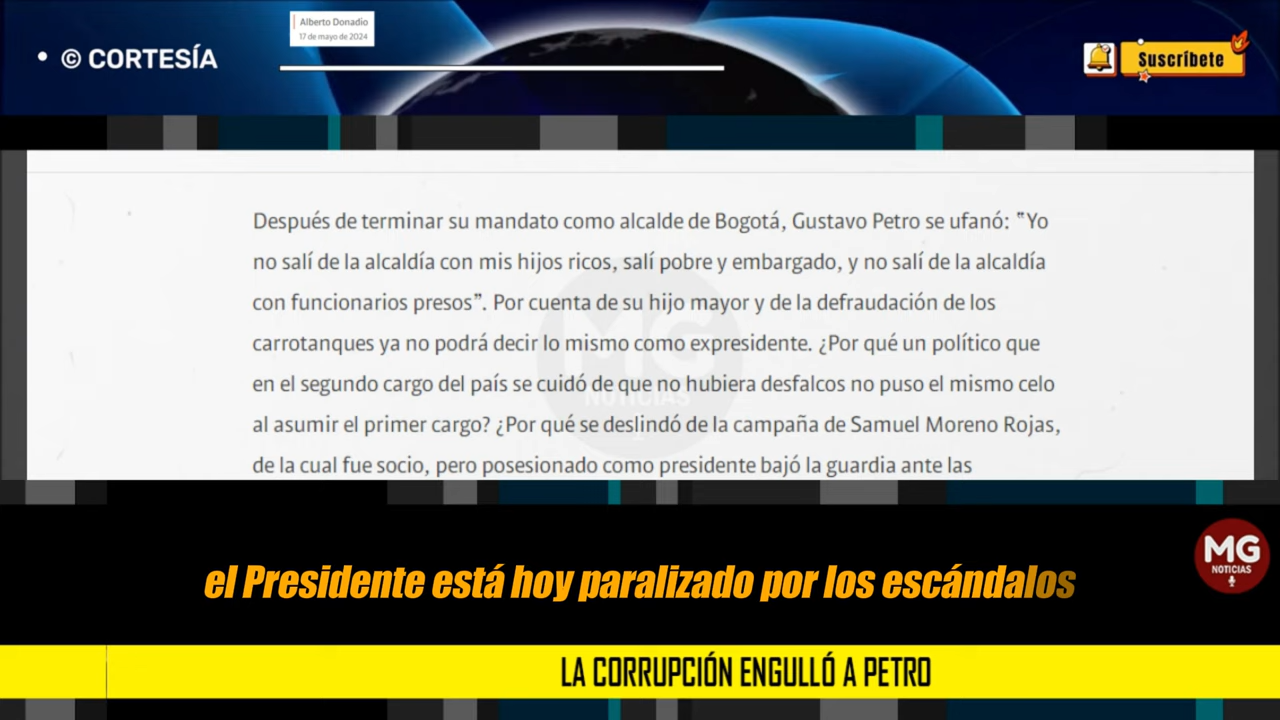 Alberto Donadio
17 de mayo de 2024
• © CORTESÍA
Suscríbete
Después de terminar su mandato como alcalde de Bogotá, Gustavo Petro se ufanó: “Yo
no salí de la alcaldía con mis hijos ricos, salí pobre y embargado, y no salí de la alcaldía
con funcionarios presos”. Por cuenta de su hijo mayor y de la defraudación de los
carrotanques ya no podrá decir lo mismo como expresidente. ¿Por qué un político que
en el segundo cargo del país se cuidó de que no hubiera desfalcos no puso el mismo celo
al asumir el primer cargo? ¿Por qué se deslindó de la campaña de Samuel Moreno Rojas,
de la cual fue socio, pero posesionado como presidente bajó la guardia ante las
MG
NOTICIAS
el Presidente está hoy paralizado por los escándalos
MG
NOTICIAS
LA CORRUPCIÓN ENGULLÓ A PETRO